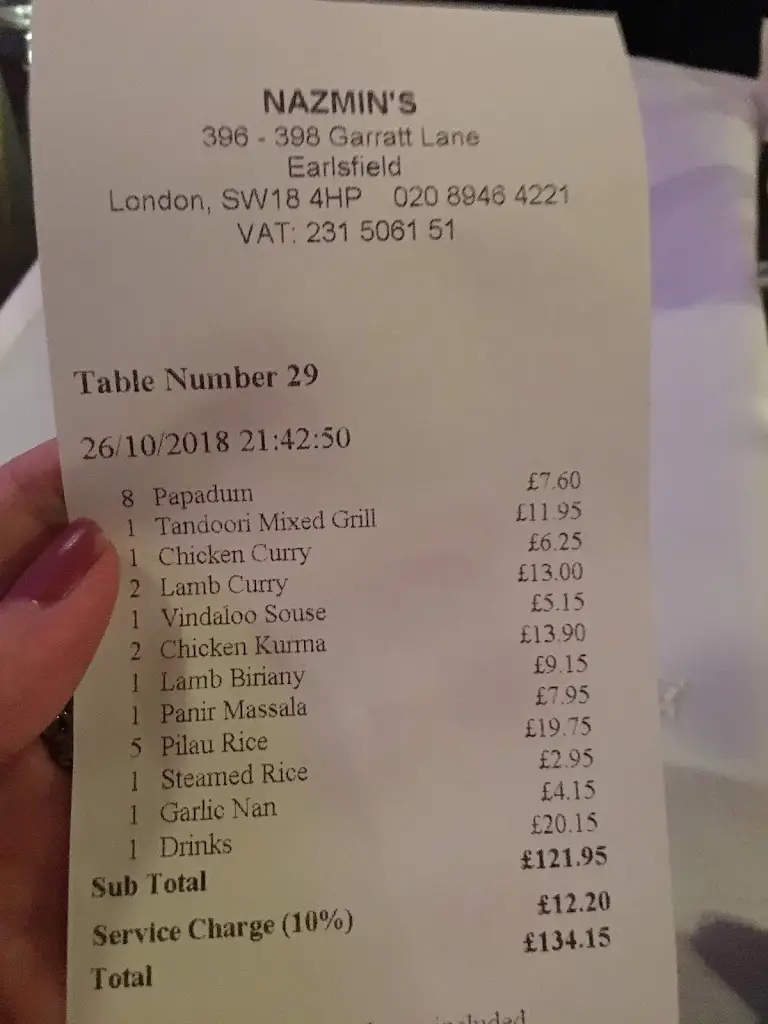 NAZMIN'S
396 - 398 Garratt Lane
Earlsfield
London, SW18 4HP 020 8946 4221
VAT: 231 5061 51
Table Number 29
26/10/2018 21:42:50
8 Papadum £7.60
1 Tandoori Mixed Grill £11.95
1 Chicken Curry £6.25
2 Lamb Curry £13.00
1 Vindaloo Souse £5.15
2 Chicken Kurma £13.90
1 Lamb Biriany £9.15
1 Panir Massala £7.95
5 Pilau Rice £19.75
1 Steamed Rice £2.95
1 Garlic Nan £4.15
1 Drinks £20.15
Sub Total £121.95
Service Charge (10%) £12.20
Total £134.15
included